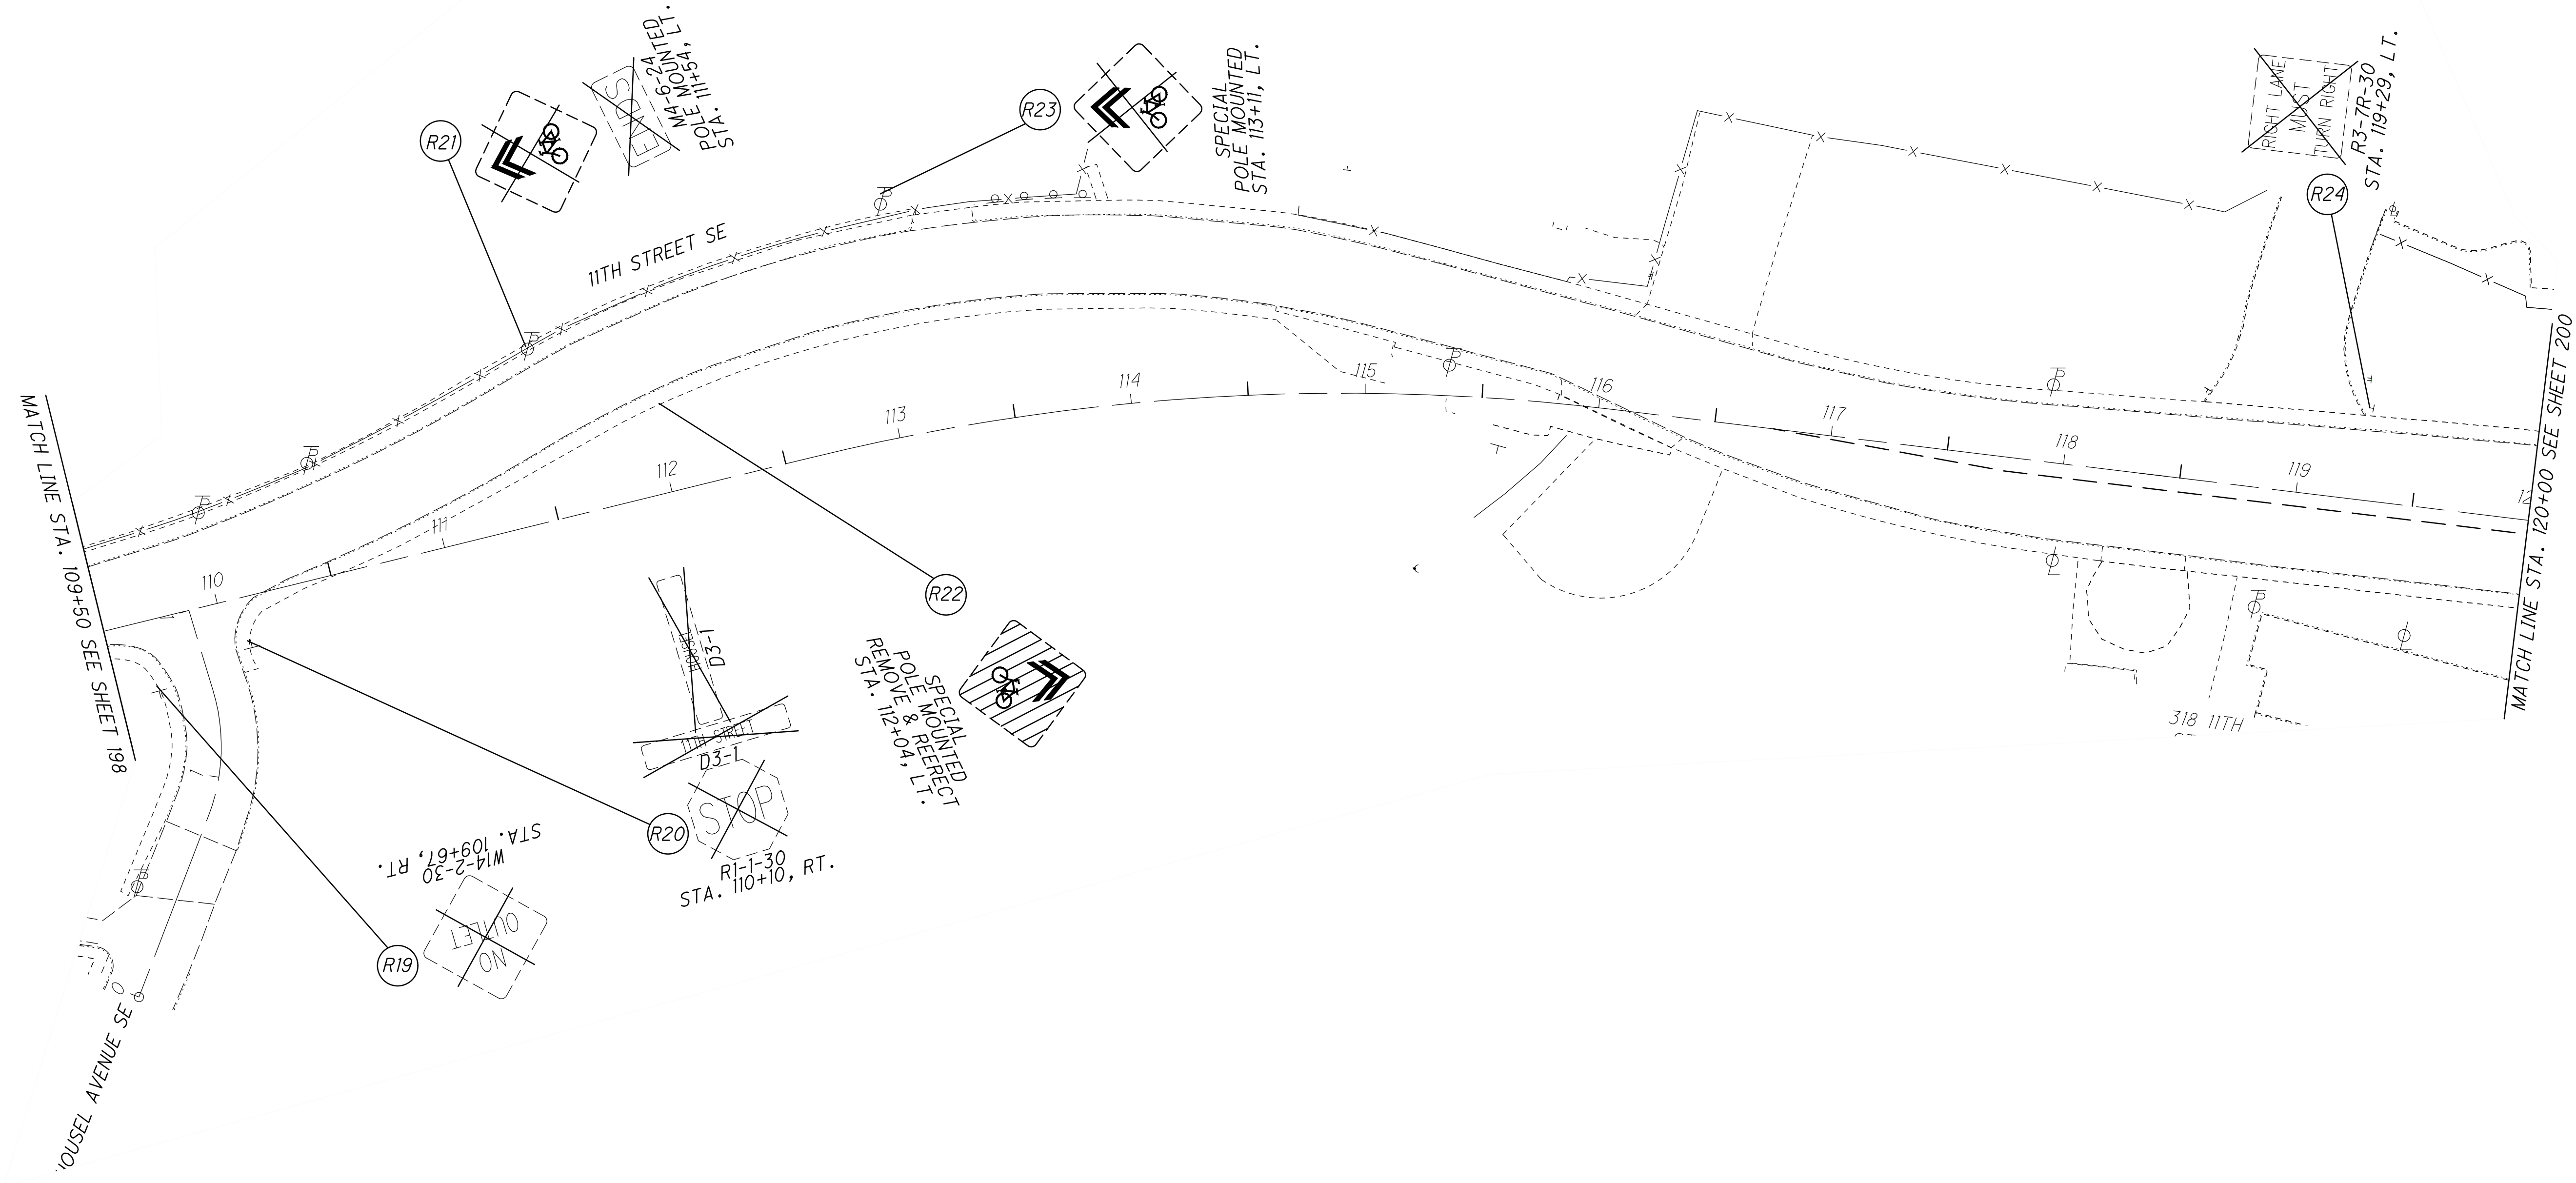 M4-6-24
POLE MOUNTED
STA. 111+54, LT.
ENDS
R21
R23
SPECIAL
POLE MOUNTED
STA. 113+11, LT.
RIGHT LANE
MUST
TURN RIGHT
R3-7R-30
STA. 119+29, LT.
R24
11TH STREET SE
MATCH LINE STA. 109+50 SEE SHEET 198
110
111
112
113
114
115
116
117
118
119
12
MATCH LINE STA. 120+00 SEE SHEET 200
R22
SPECIAL
POLE MOUNTED
REMOVE & REERECT
STA. 112+04, LT.
HOUSEL
D3-1
11TH STREET
D3-1
STOP
R1-1-30
STA. 110+10, RT.
R20
R19
NO
OUTLET
W14-2-30
STA. 109+67, RT.
OUSEL AVENUE SE
318 11TH